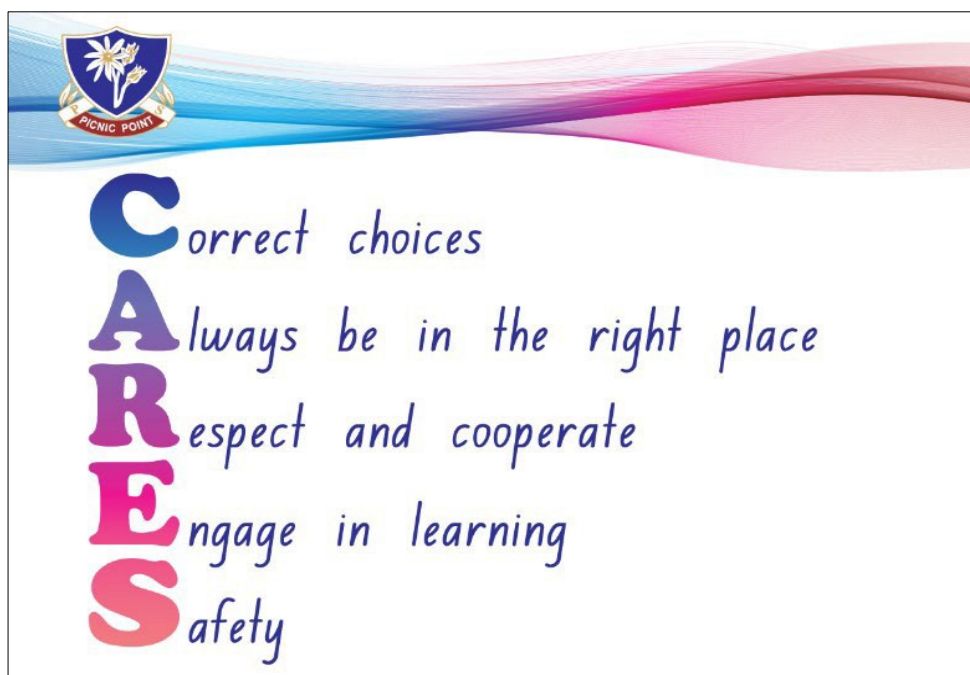 P S
PICNIC POINT
Correct choices
Always be in the right place
Respect and cooperate
Engage in learning
Safety